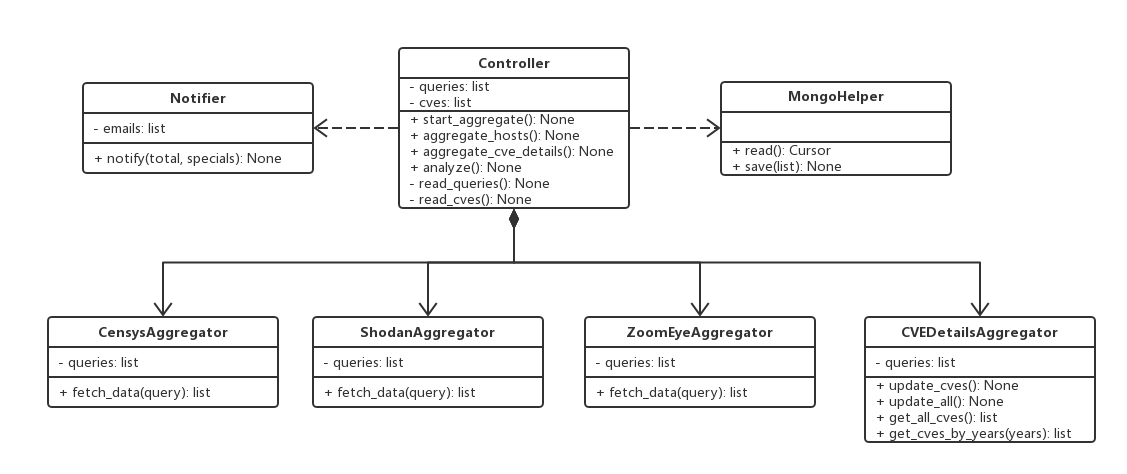 Controller
- queries: list
- cves: list
+ start_aggregate(): None
+ aggregate_hosts(): None
+ aggregate_cve_details(): None
+ analyze(): None
- read_queries(): None
- read_cves(): None
Notifier
- emails: list
+ notify(total, specials): None
MongoHelper
+ read(): Cursor
+ save(list): None
CensysAggregator
- queries: list
+ fetch_data(query): list
ShodanAggregator
- queries: list
+ fetch_data(query): list
ZoomEyeAggregator
- queries: list
+ fetch_data(query): list
CVEDetailsAggregator
- queries: list
+ update_cves(): None
+ update_all(): None
+ get_all_cves(): list
+ get_cves_by_years(years): list